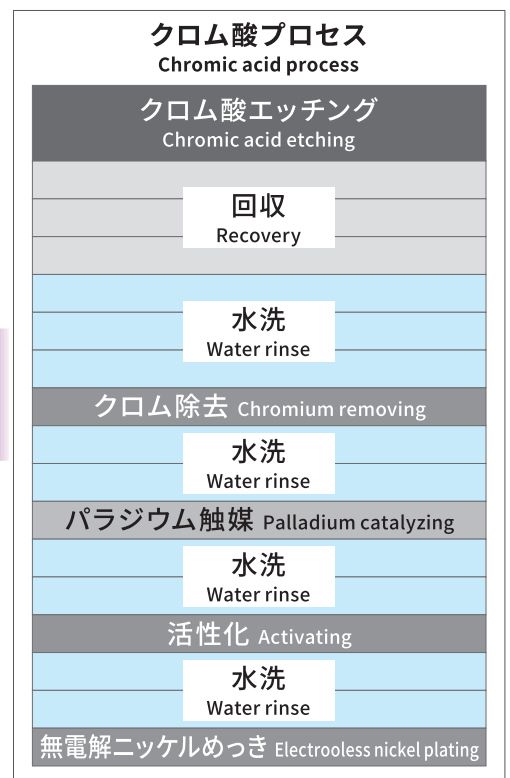 クロム酸プロセス
Chromic acid process
クロム酸エッチング
Chromic acid etching
回収
Recovery
水洗
Water rinse
クロム除去 Chromium removing
水洗
Water rinse
パラジウム触媒 Palladium catalyzing
水洗
Water rinse
活性化 Activating
水洗
Water rinse
無電解ニッケルめっき Electrooless nickel plating